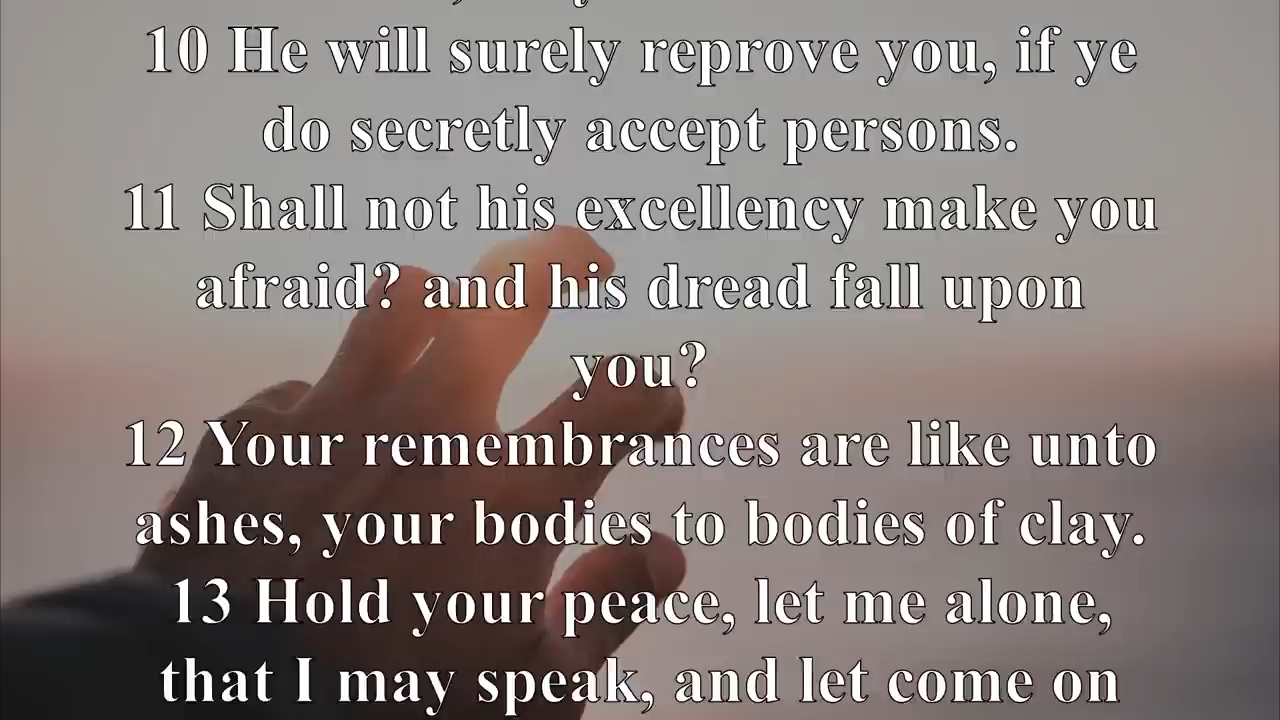 10 He will surely reprove you, if ye
do secretly accept persons.
11 Shall not his excellency make you
afraid? and his dread fall upon
you?
12 Your remembrances are like unto
ashes, your bodies to bodies of clay.
13 Hold your peace, let me alone,
that I may speak, and let come on